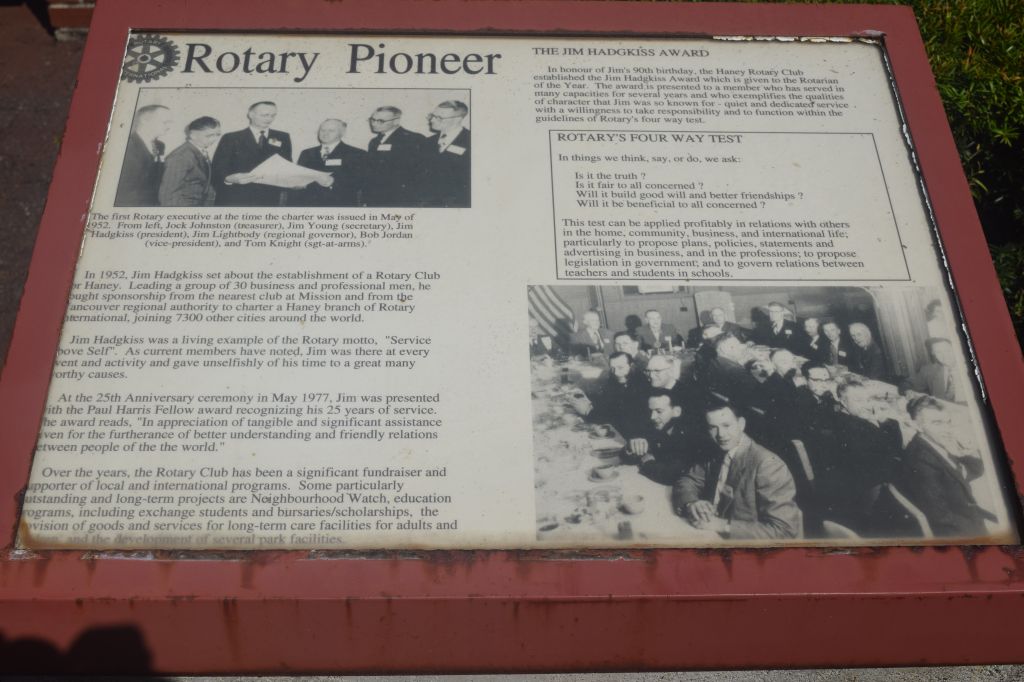 Rotary Pioneer
The first Rotary executive at the time the charter was issued in May of
1952. From left, Jock Johnston (treasurer), Jim Young (secretary), Jim
Hadgkiss (president), Jim Lightbody (regional governor), Bob Jordan
(vice-president), and Tom Knight (sgt-at-arms).
In 1952, Jim Hadgkiss set about the establishment of a Rotary Club
or Haney. Leading a group of 30 business and professional men, he
ought sponsorship from the nearest club at Mission and from the
ancouver regional authority to charter a Haney branch of Rotary
ternational, joining 7300 other cities around the world.
Jim Hadgkiss was a living example of the Rotary motto, "Service
bove Self". As current members have noted, Jim was there at every
vent and activity and gave unselfishly of his time to a great many
orthy causes.
At the 25th Anniversary ceremony in May 1977, Jim was presented
ith the Paul Harris Fellow award recognizing his 25 years of service.
he award reads, "In appreciation of tangible and significant assistance
iven for the furtherance of better understanding and friendly relations
etween people of the the world."
Over the years, the Rotary Club has been a significant fundraiser and
upporter of local and international programs. Some particularly
utstanding and long-term projects are Neighbourhood Watch, education
rograms, including exchange students and bursaries/scholarships, the
ovision of goods and services for long-term care facilities for adults and
and the development of several park facilities.
THE JIM HADGKISS AWARD
In honour of Jim's 90th birthday, the Haney Rotary Club
established the Jim Hadgkiss Award which is given to the Rotarian
of the Year. The award is presented to a member who has served in
many capacities for several years and who exemplifies the qualities
of character that Jim was so known for - quiet and dedicated service
with a willingness to take responsibility and to function within the
guidelines of Rotary's four way test.
ROTARY'S FOUR WAY TEST
In things we think, say, or do, we ask:
Is it the truth ?
Is it fair to all concerned ?
Will it build good will and better friendships ?
Will it be beneficial to all concerned ?
This test can be applied profitably in relations with others
in the home, community, business, and international life;
particularly to propose plans, policies, statements and
advertising in business, and in the professions; to propose
legislation in government; and to govern relations between
teachers and students in schools.